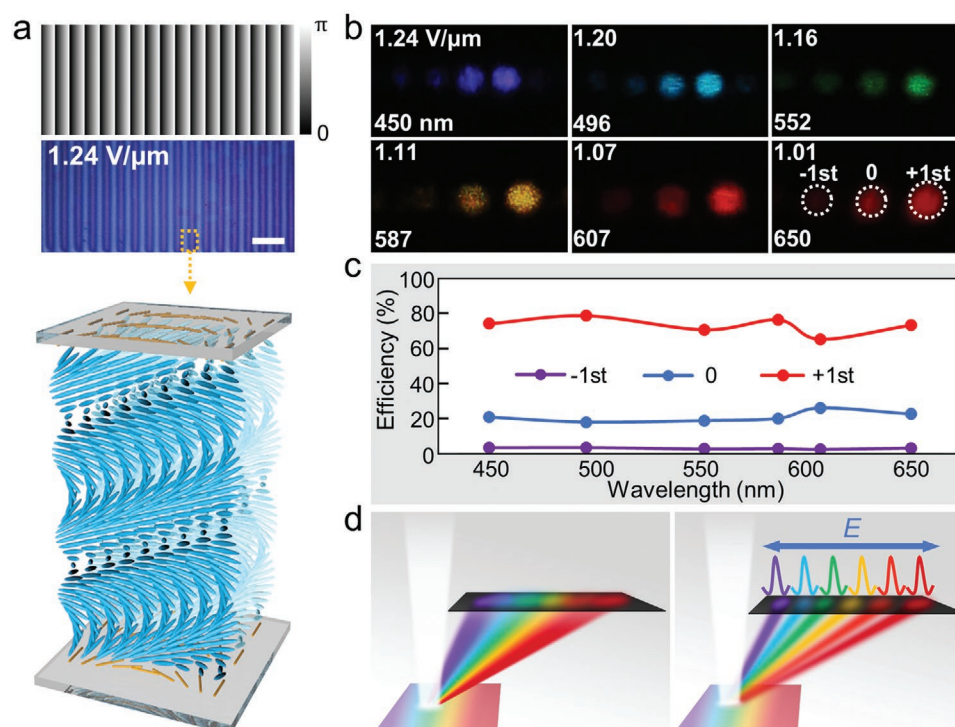 a
π
0
1.24 V/μm
b
1.24 V/μm
450 nm
1.20
496
1.16
552
1.11
587
1.07
607
1.01
-1st
0
+1st
650
c
Efficiency (%)
100
80
60
40
20
0
-1st
0
+1st
450
500
550
600
650
Wavelength (nm)
d
E